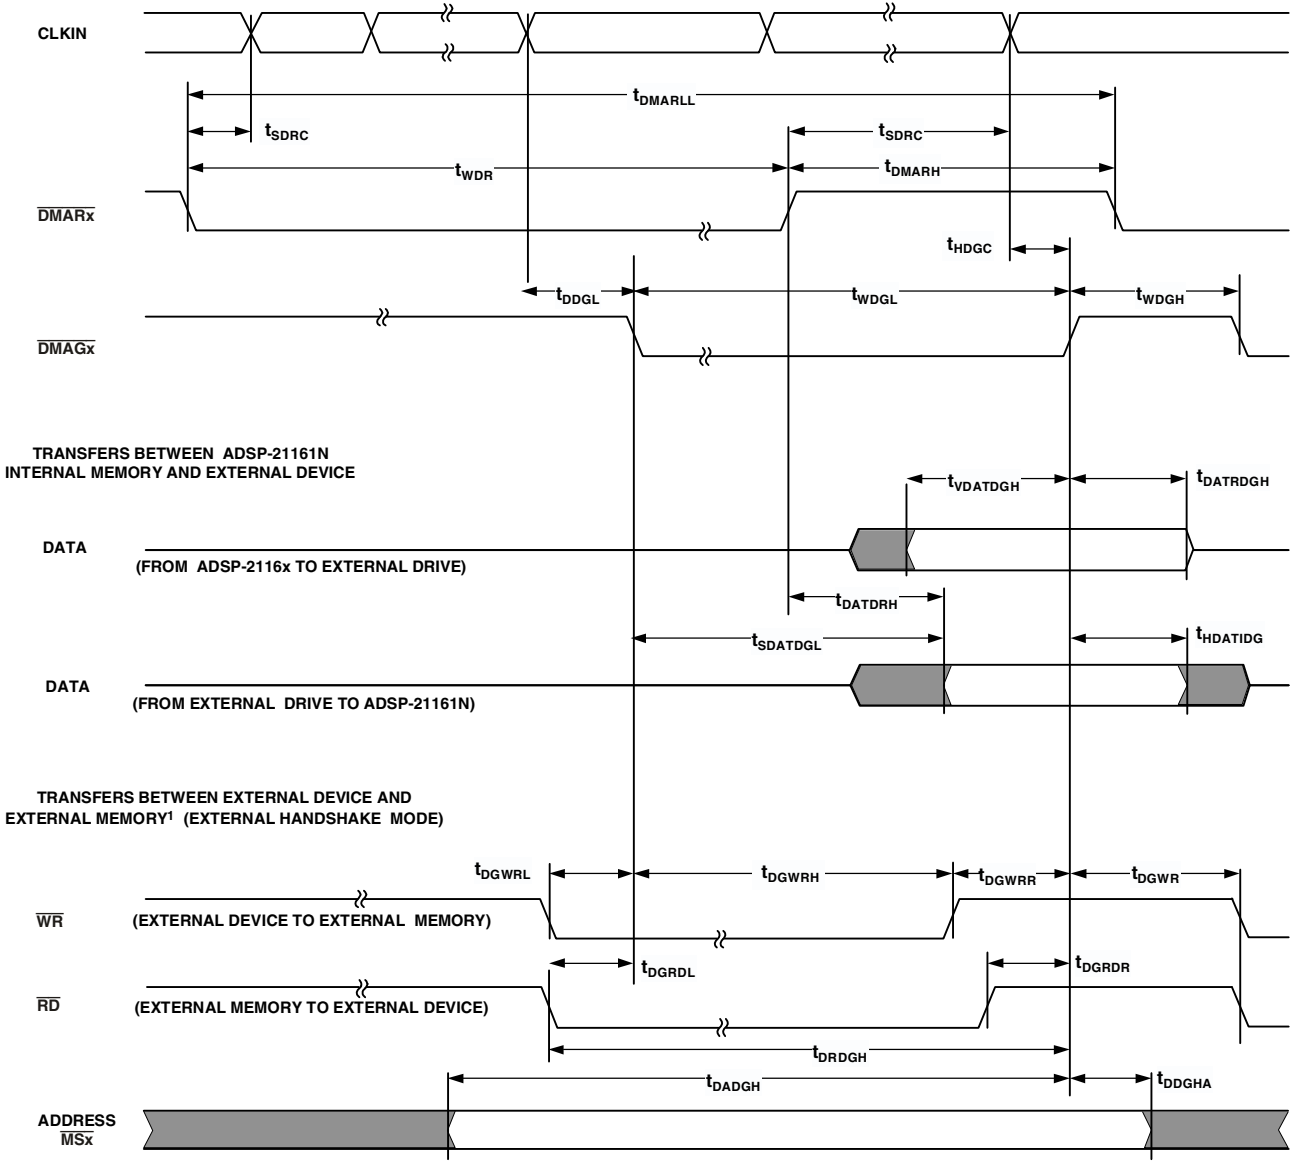 CLKIN
tDMARLL
tSDRC
tSDRC
tWDR
tDMARH
DMARx
tHDGC
tDDGL
tWDGL
tWDGH
DMAGx
TRANSFERS BETWEEN ADSP-21161N
INTERNAL MEMORY AND EXTERNAL DEVICE
tVDATDGH
tDATRDGH
DATA
(FROM ADSP-2116x TO EXTERNAL DRIVE)
tDATDRH
tSDATDGL
tHDATIDG
DATA
(FROM EXTERNAL DRIVE TO ADSP-21161N)
TRANSFERS BETWEEN EXTERNAL DEVICE AND
EXTERNAL MEMORY1 (EXTERNAL HANDSHAKE MODE)
tDGWRL
tDGWRH
tDGWRR
tDGWR
WR
(EXTERNAL DEVICE TO EXTERNAL MEMORY)
tDGRDL
tDGRDR
RD
(EXTERNAL MEMORY TO EXTERNAL DEVICE)
tDRDGH
tDADGH
tDDGHA
ADDRESS
MSx